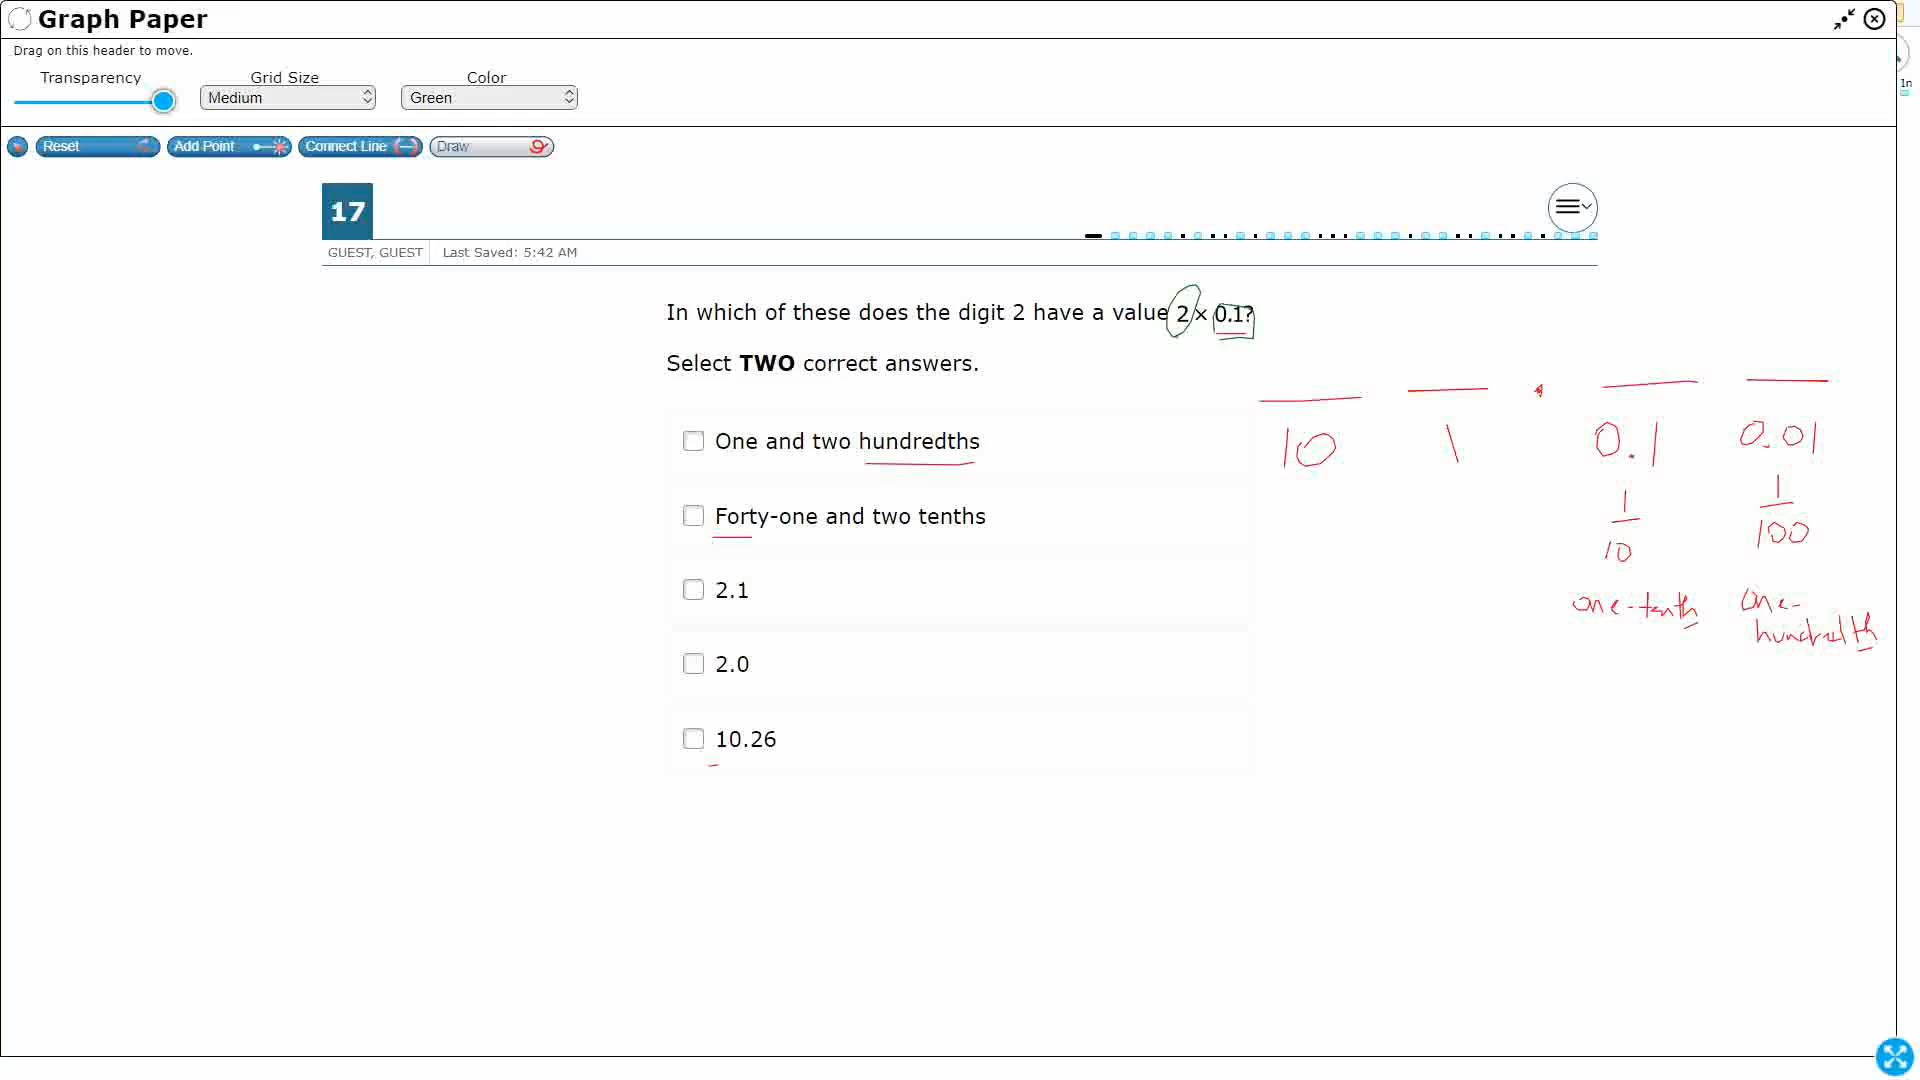 Graph Paper
Drag on this header to move.
Transparency
Grid Size
Color
Medium
Green
Reset
Add Point
Connect Line
Draw
17
GUEST, GUEST
Last Saved: 5:42 AM
In which of these does the digit 2 have a value 2 × 0.1?
Select TWO correct answers.
One and two hundredths
Forty-one and two tenths
2.1
2.0
10.26
10 1 . 0.1 0.01
1/10 1/100
one-tenth one-
hundredth
In